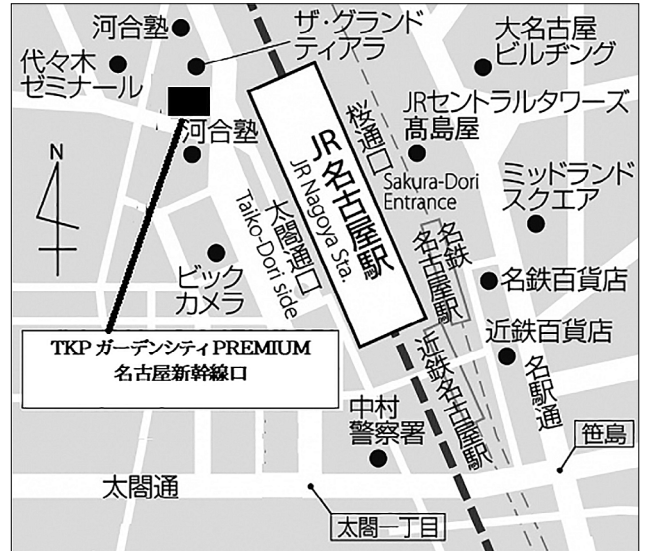 河合塾
ザ・グランド
ティアラ
大名古屋
ビルヂング
代々木
ゼミナール
JRセントラルタワーズ
髙島屋
河合塾
桜通口
Sakura-Dori
Entrance
JR名古屋駅
JR Nagoya Sta.
ミッドランド
スクエア
N
太閤通口
Taiko-Dori side
ビック
カメラ
名鉄
名古屋駅
名鉄百貨店
近鉄百貨店
TKP ガーデンシティ PREMIUM
名古屋新幹線口
近鉄名古屋駅
名駅通
中村
警察署
笹島
太閤通
太閤一丁目